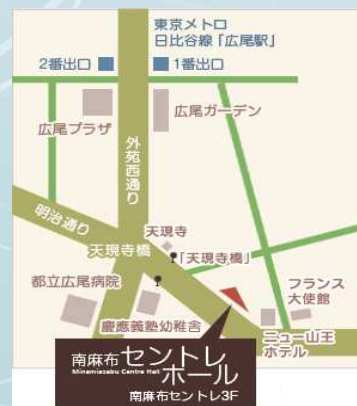 東京メトロ
日比谷線「広尾駅」
2番出口
1番出口
広尾プラザ
広尾ガーデン
外苑西通り
明治通り
天現寺
天現寺橋
「天現寺橋」
都立広尾病院
フランス
大使館
慶應義塾幼稚舎
ニュー山王
ホテル
南麻布セントレ
Minamiazabu Centre Hall
ホール
南麻布セントレ3F